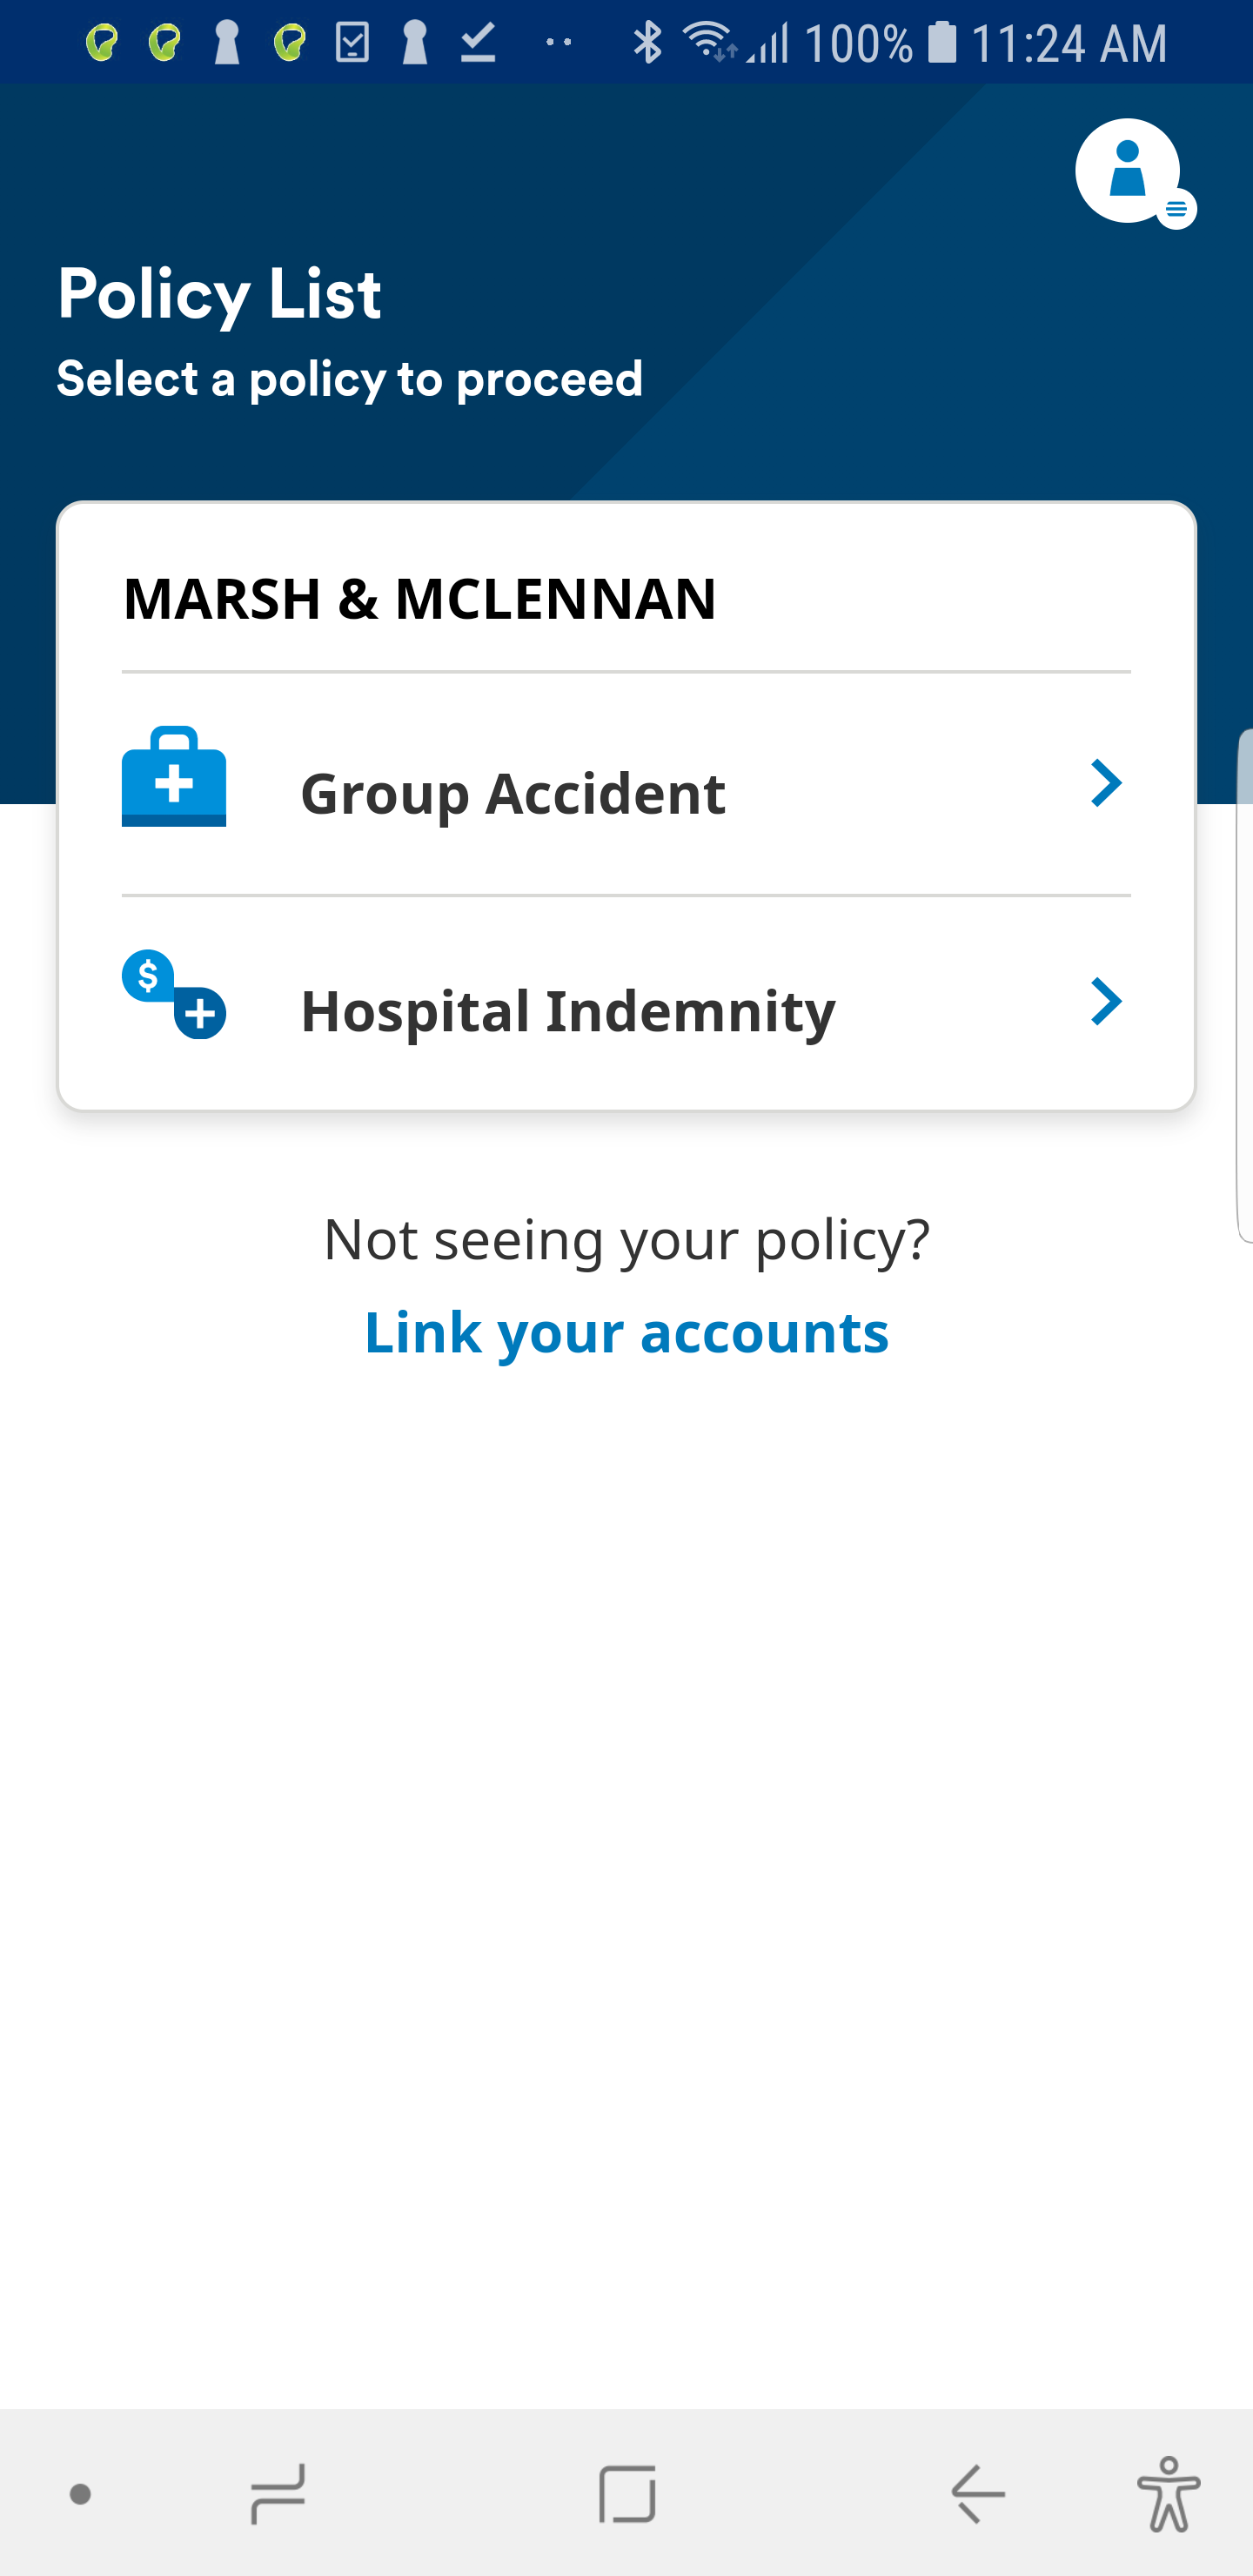 100% 11:24 AM
Policy List
Select a policy to proceed
MARSH & MCLENNAN
Group Accident
$
Hospital Indemnity
Not seeing your policy?
Link your accounts